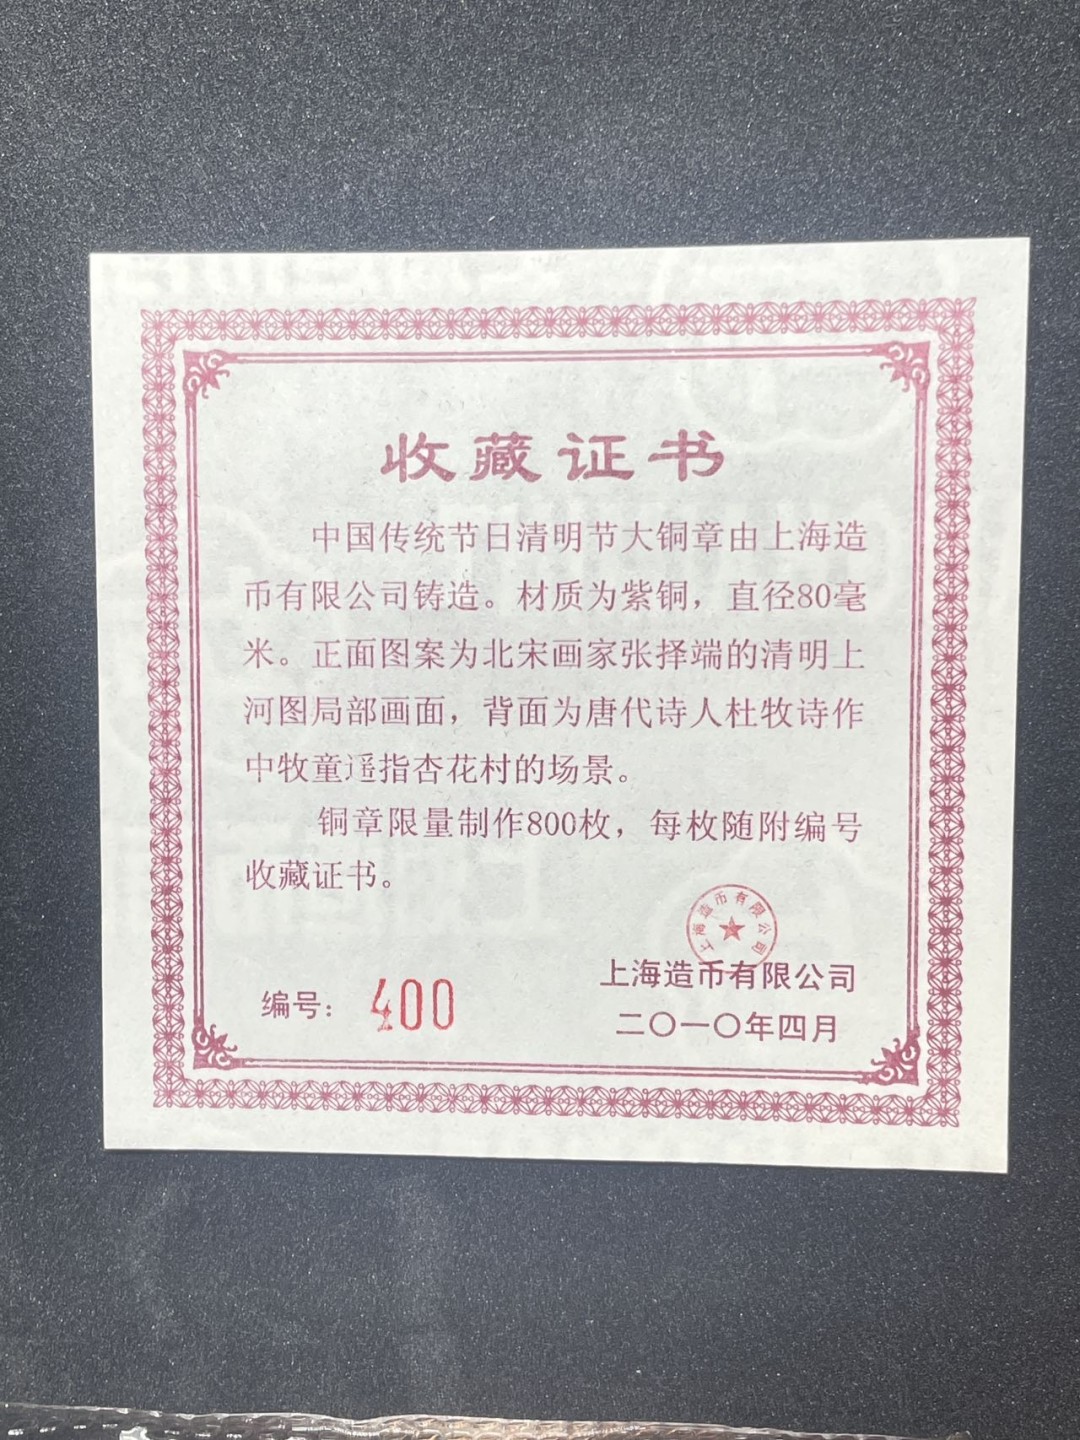 收藏证书
中国传统节日清明节大铜章由上海造
币有限公司铸造。材质为紫铜，直径80毫
米。正面图案为北宋画家张择端的清明上
河图局部画面，背面为唐代诗人杜牧诗作
中牧童遥指杏花村的场景。
铜章限量制作800枚，每枚随附编号
收藏证书。
上海造币有限公司
上海造币有限公司
编号：400
二〇一〇年四月